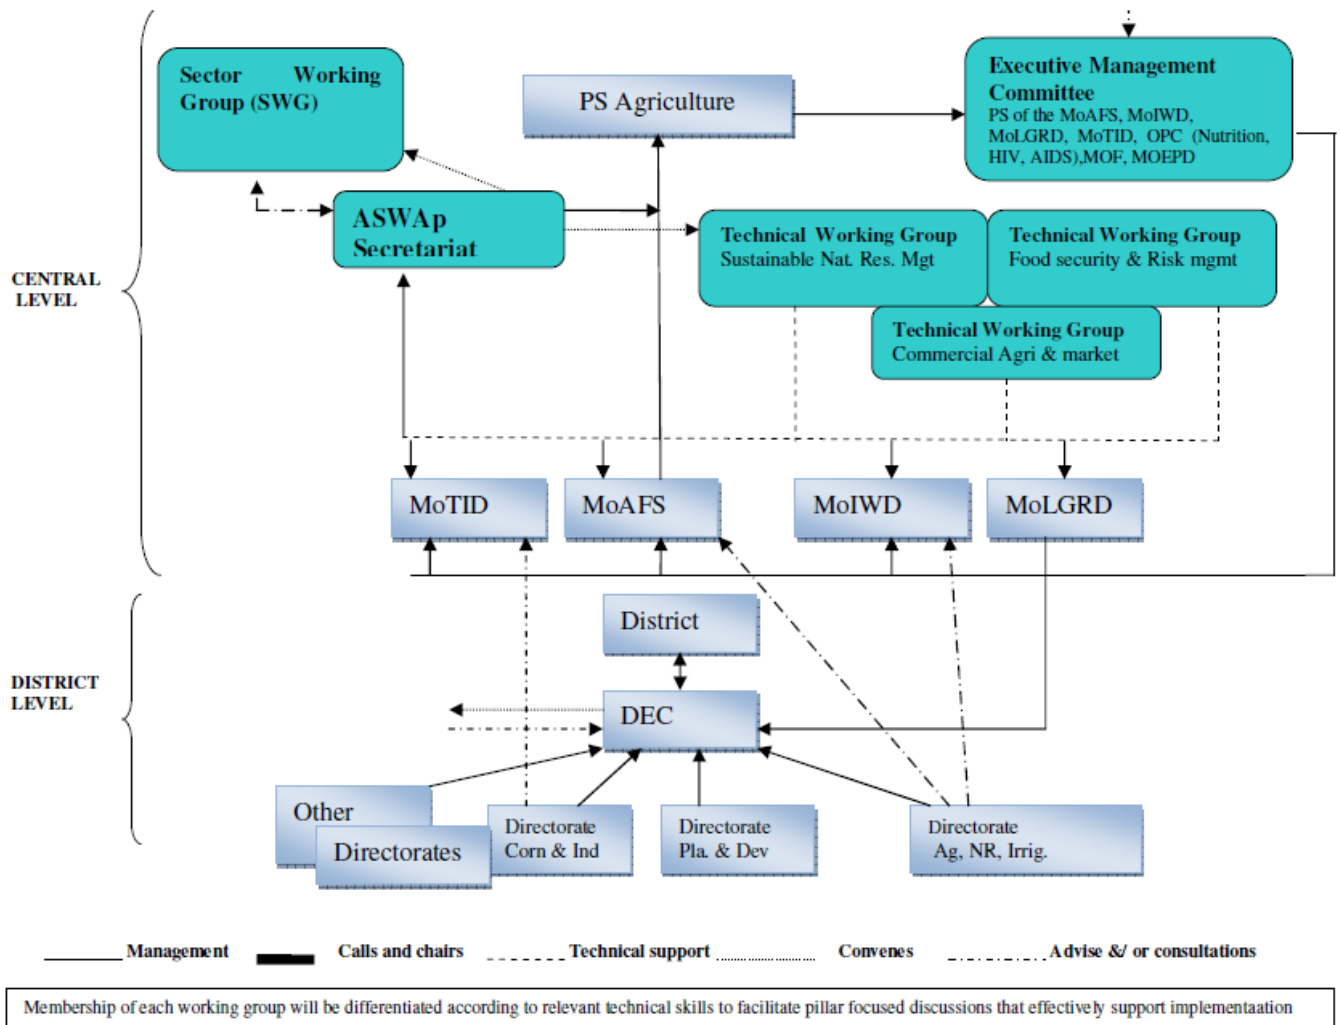 Sector Working
Group (SWG)
PS Agriculture
Executive Management
Committee
PS of the MoAFS, MoIWD,
MoLGRD, MoTID, OPC (Nutrition,
HIV, AIDS),MOF, MOEPD
ASWAp
Secretariat
Technical Working Group
Sustainable Nat. Res. Mgt
Technical Working Group
Food security & Risk mgmt
CENTRAL
LEVEL
Technical Working Group
Commercial Agri & market
MoTID
MoAFS
MoIWD
MoLGRD
District
DISTRICT
LEVEL
DEC
Other
Directorates
Directorate
Corn & Ind
Directorate
Pla. & Dev
Directorate
Ag, NR, Irrig.
Management
Calls and chairs
Technical support
Convenes
Advise &/ or consultations
Membership of each working group will be differentiated according to relevant technical skills to facilitate pillar focused discussions that effectively support implementaation